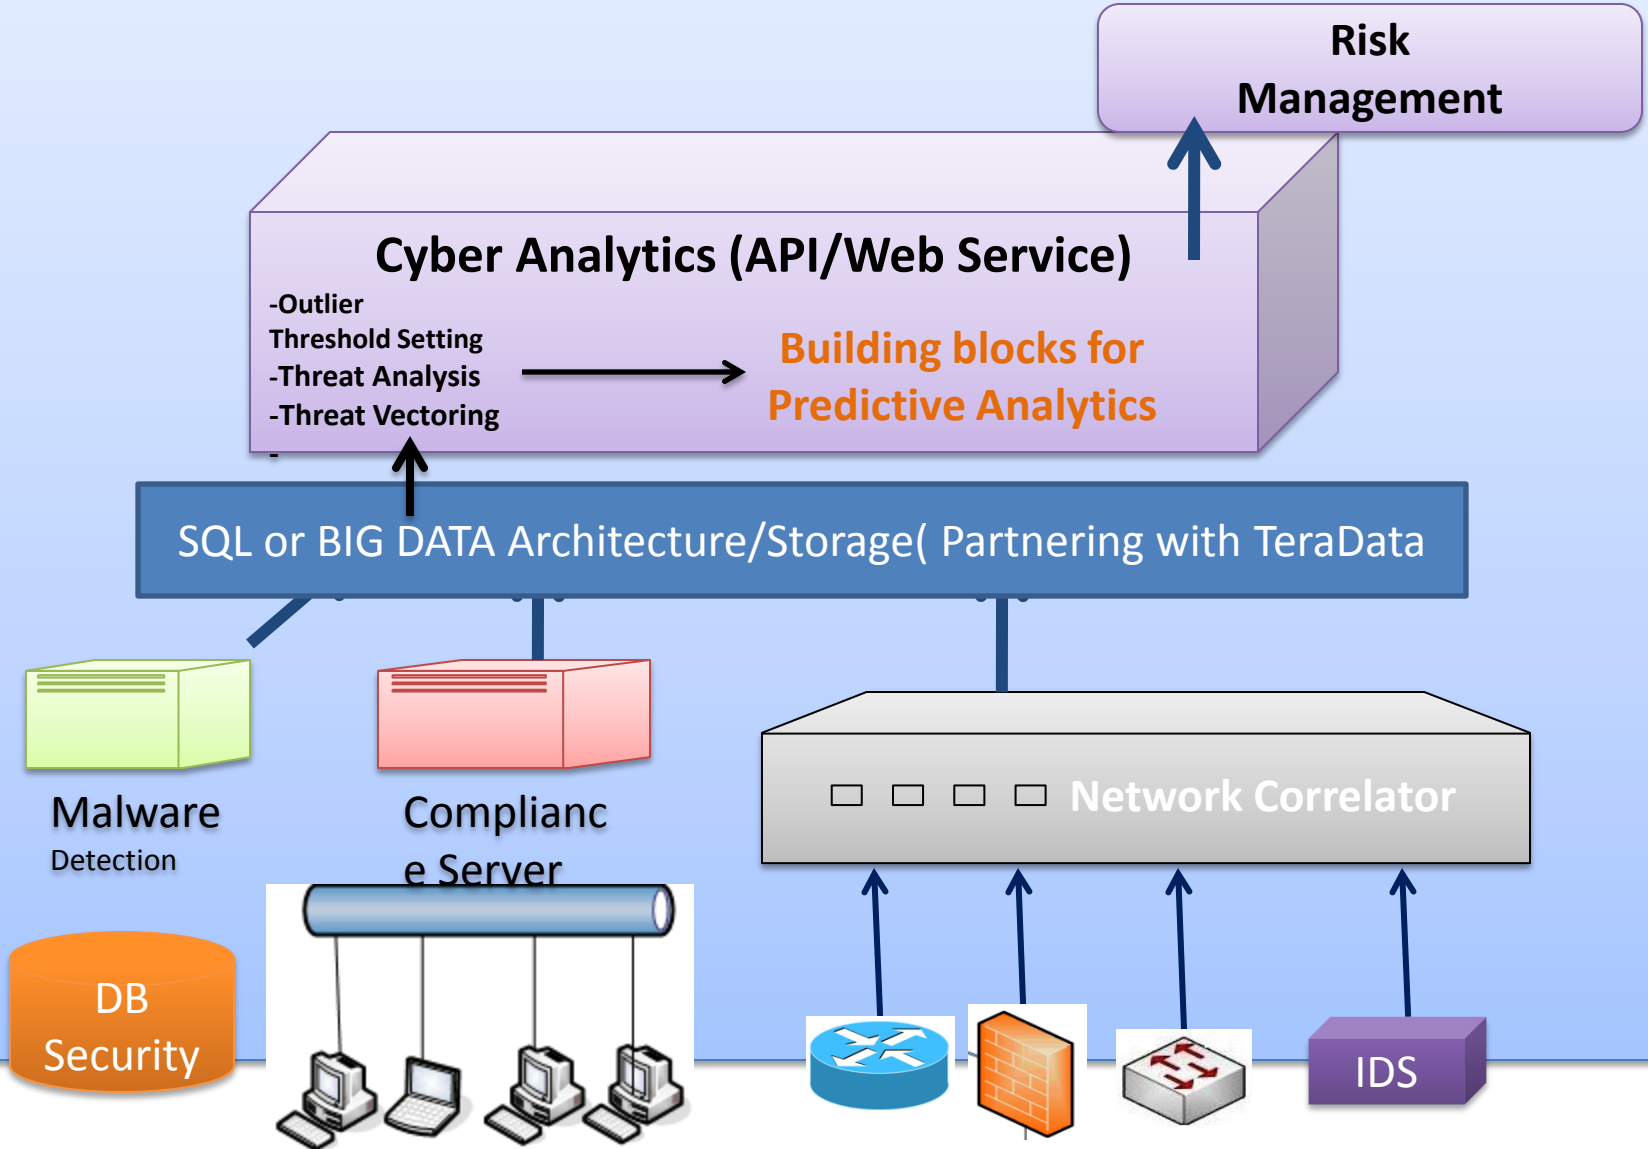 Risk
Management
Cyber Analytics (API/Web Service)
-Outlier
Threshold Setting
-Threat Analysis
-Threat Vectoring
-
Building blocks for
Predictive Analytics
SQL or BIG DATA Architecture/Storage( Partnering with TeraData
Malware
Detection
Complianc
e Server
Network Correlator
DB
Security
IDS